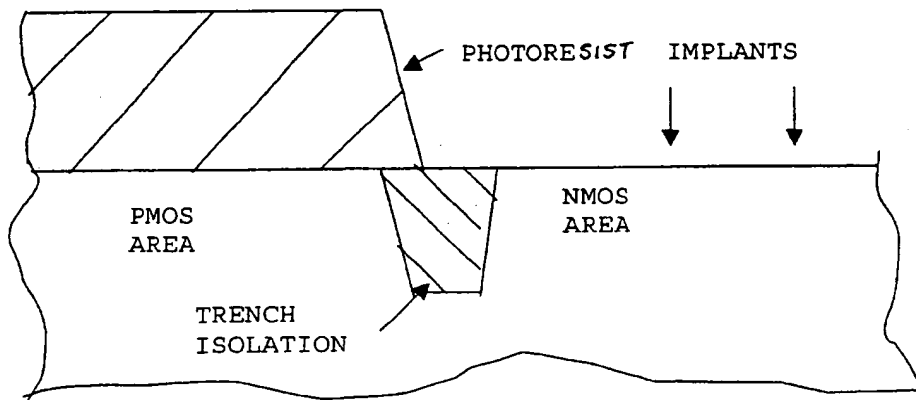 PHOTORESIST IMPLANTS
PMOS
AREA
NMOS
AREA
TRENCH
ISOLATION